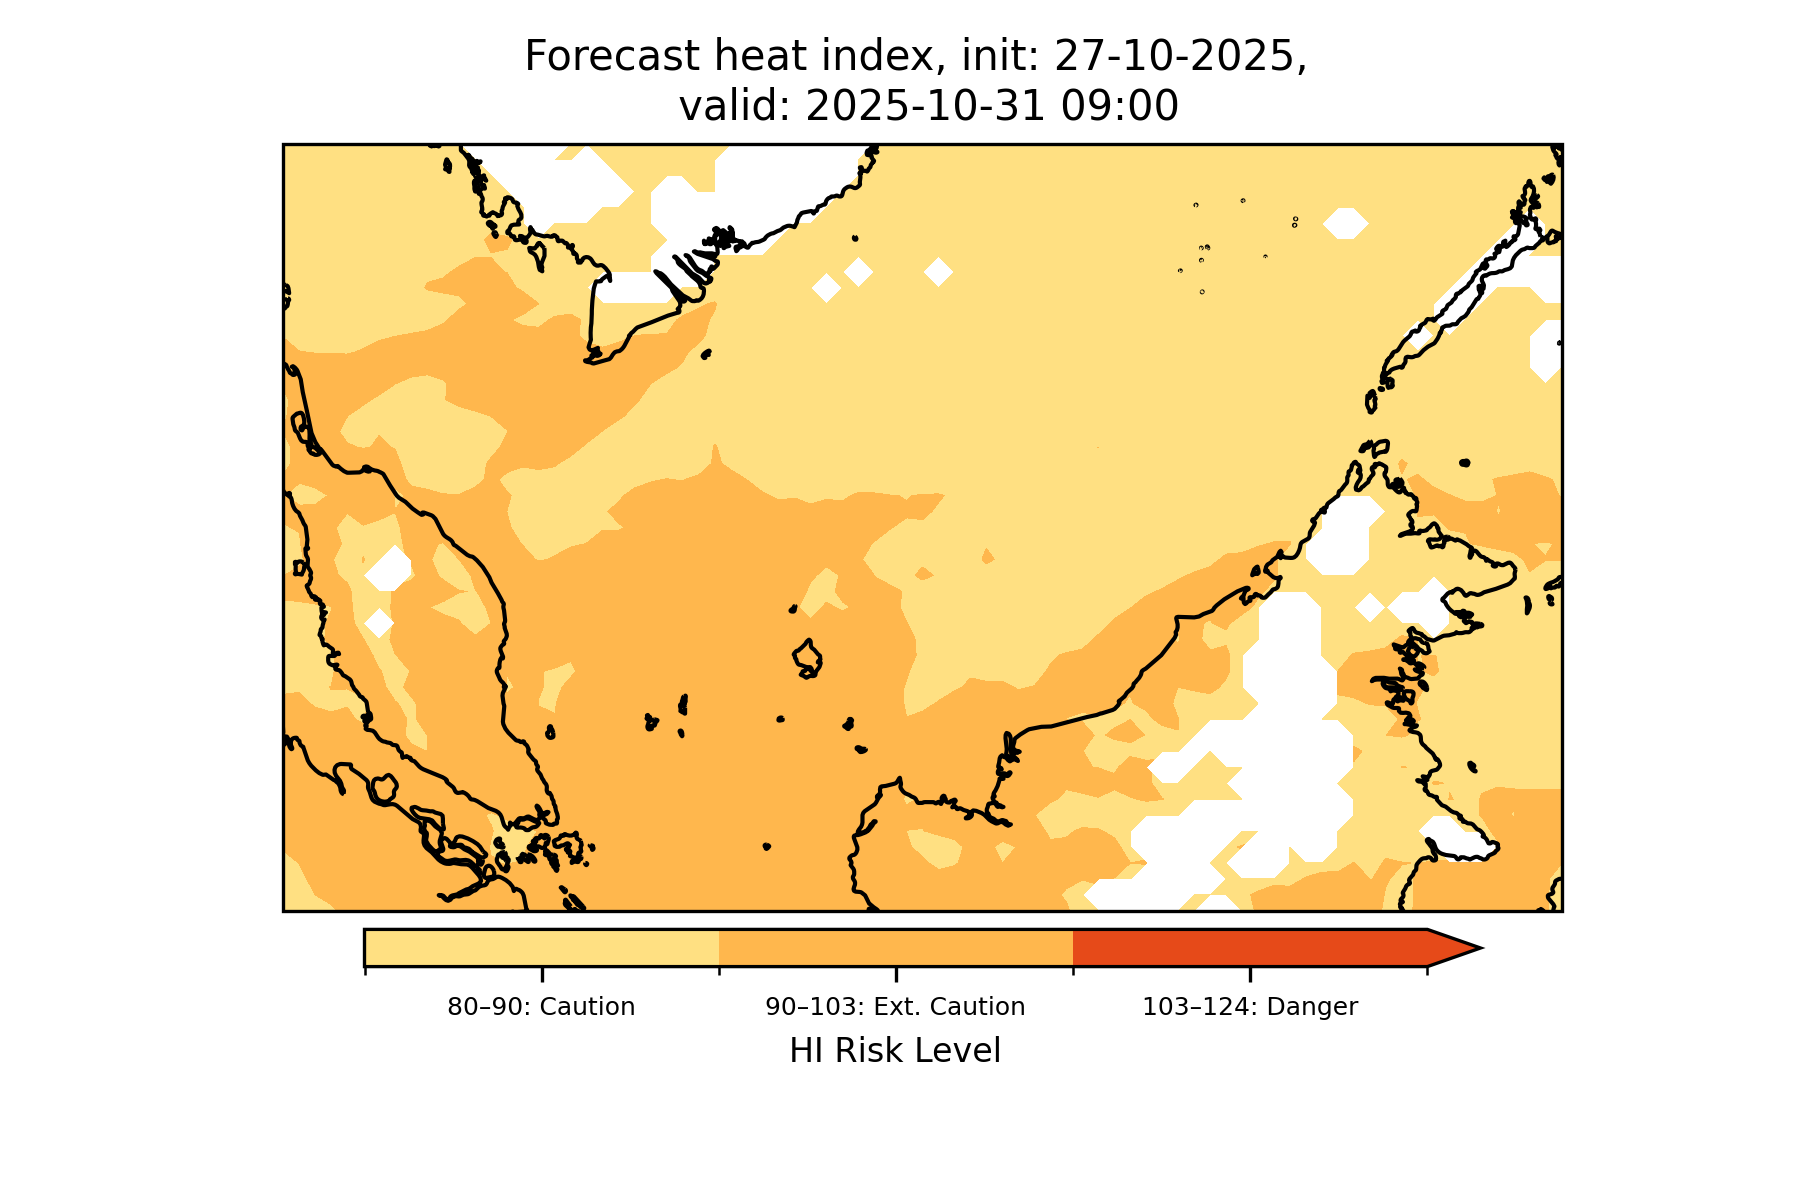 Forecast heat index, init: 27-10-2025,
valid: 2025-10-31 09:00
80–90: Caution
90–103: Ext. Caution
103–124: Danger
HI Risk Level